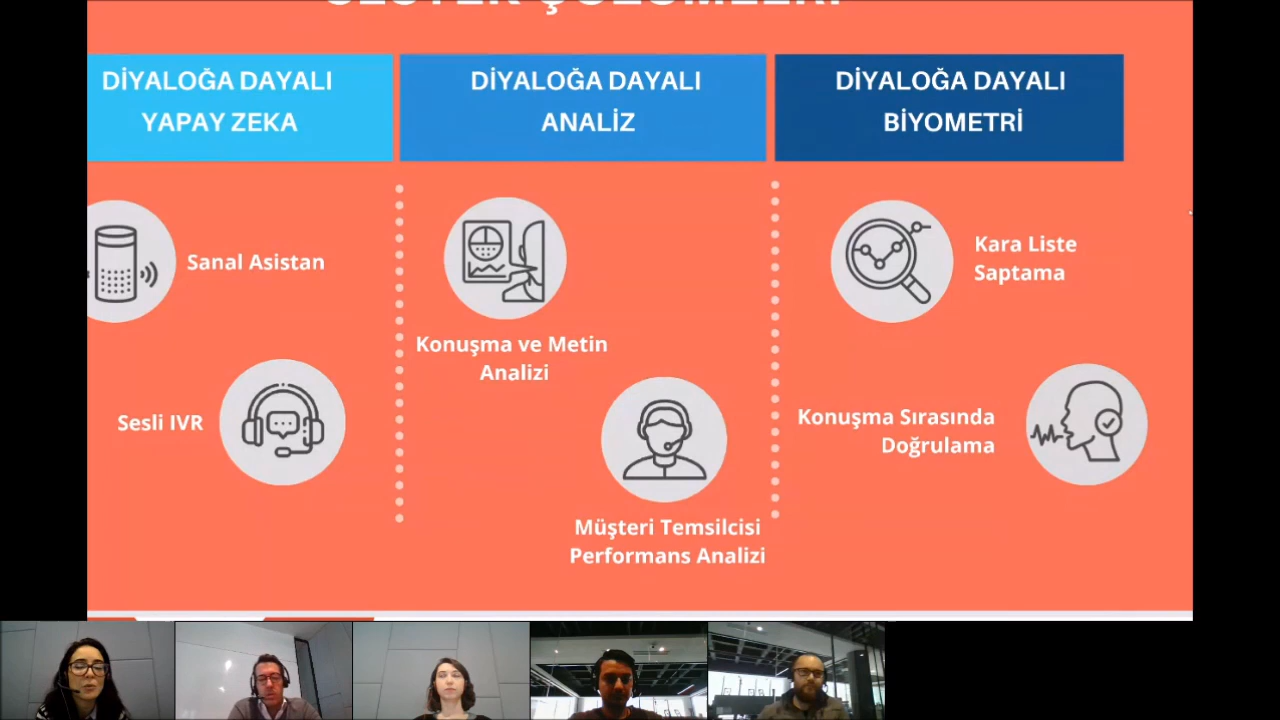 DİYALOĞA DAYALI
YAPAY ZEKA
DİYALOĞA DAYALI
ANALİZ
DİYALOĞA DAYALI
BİYOMETRİ
Sanal Asistan
Sesli IVR
Konuşma ve Metin
Analizi
Müşteri Temsilcisi
Performans Analizi
Kara Liste
Saptama
Konuşma Sırasında
Doğrulama